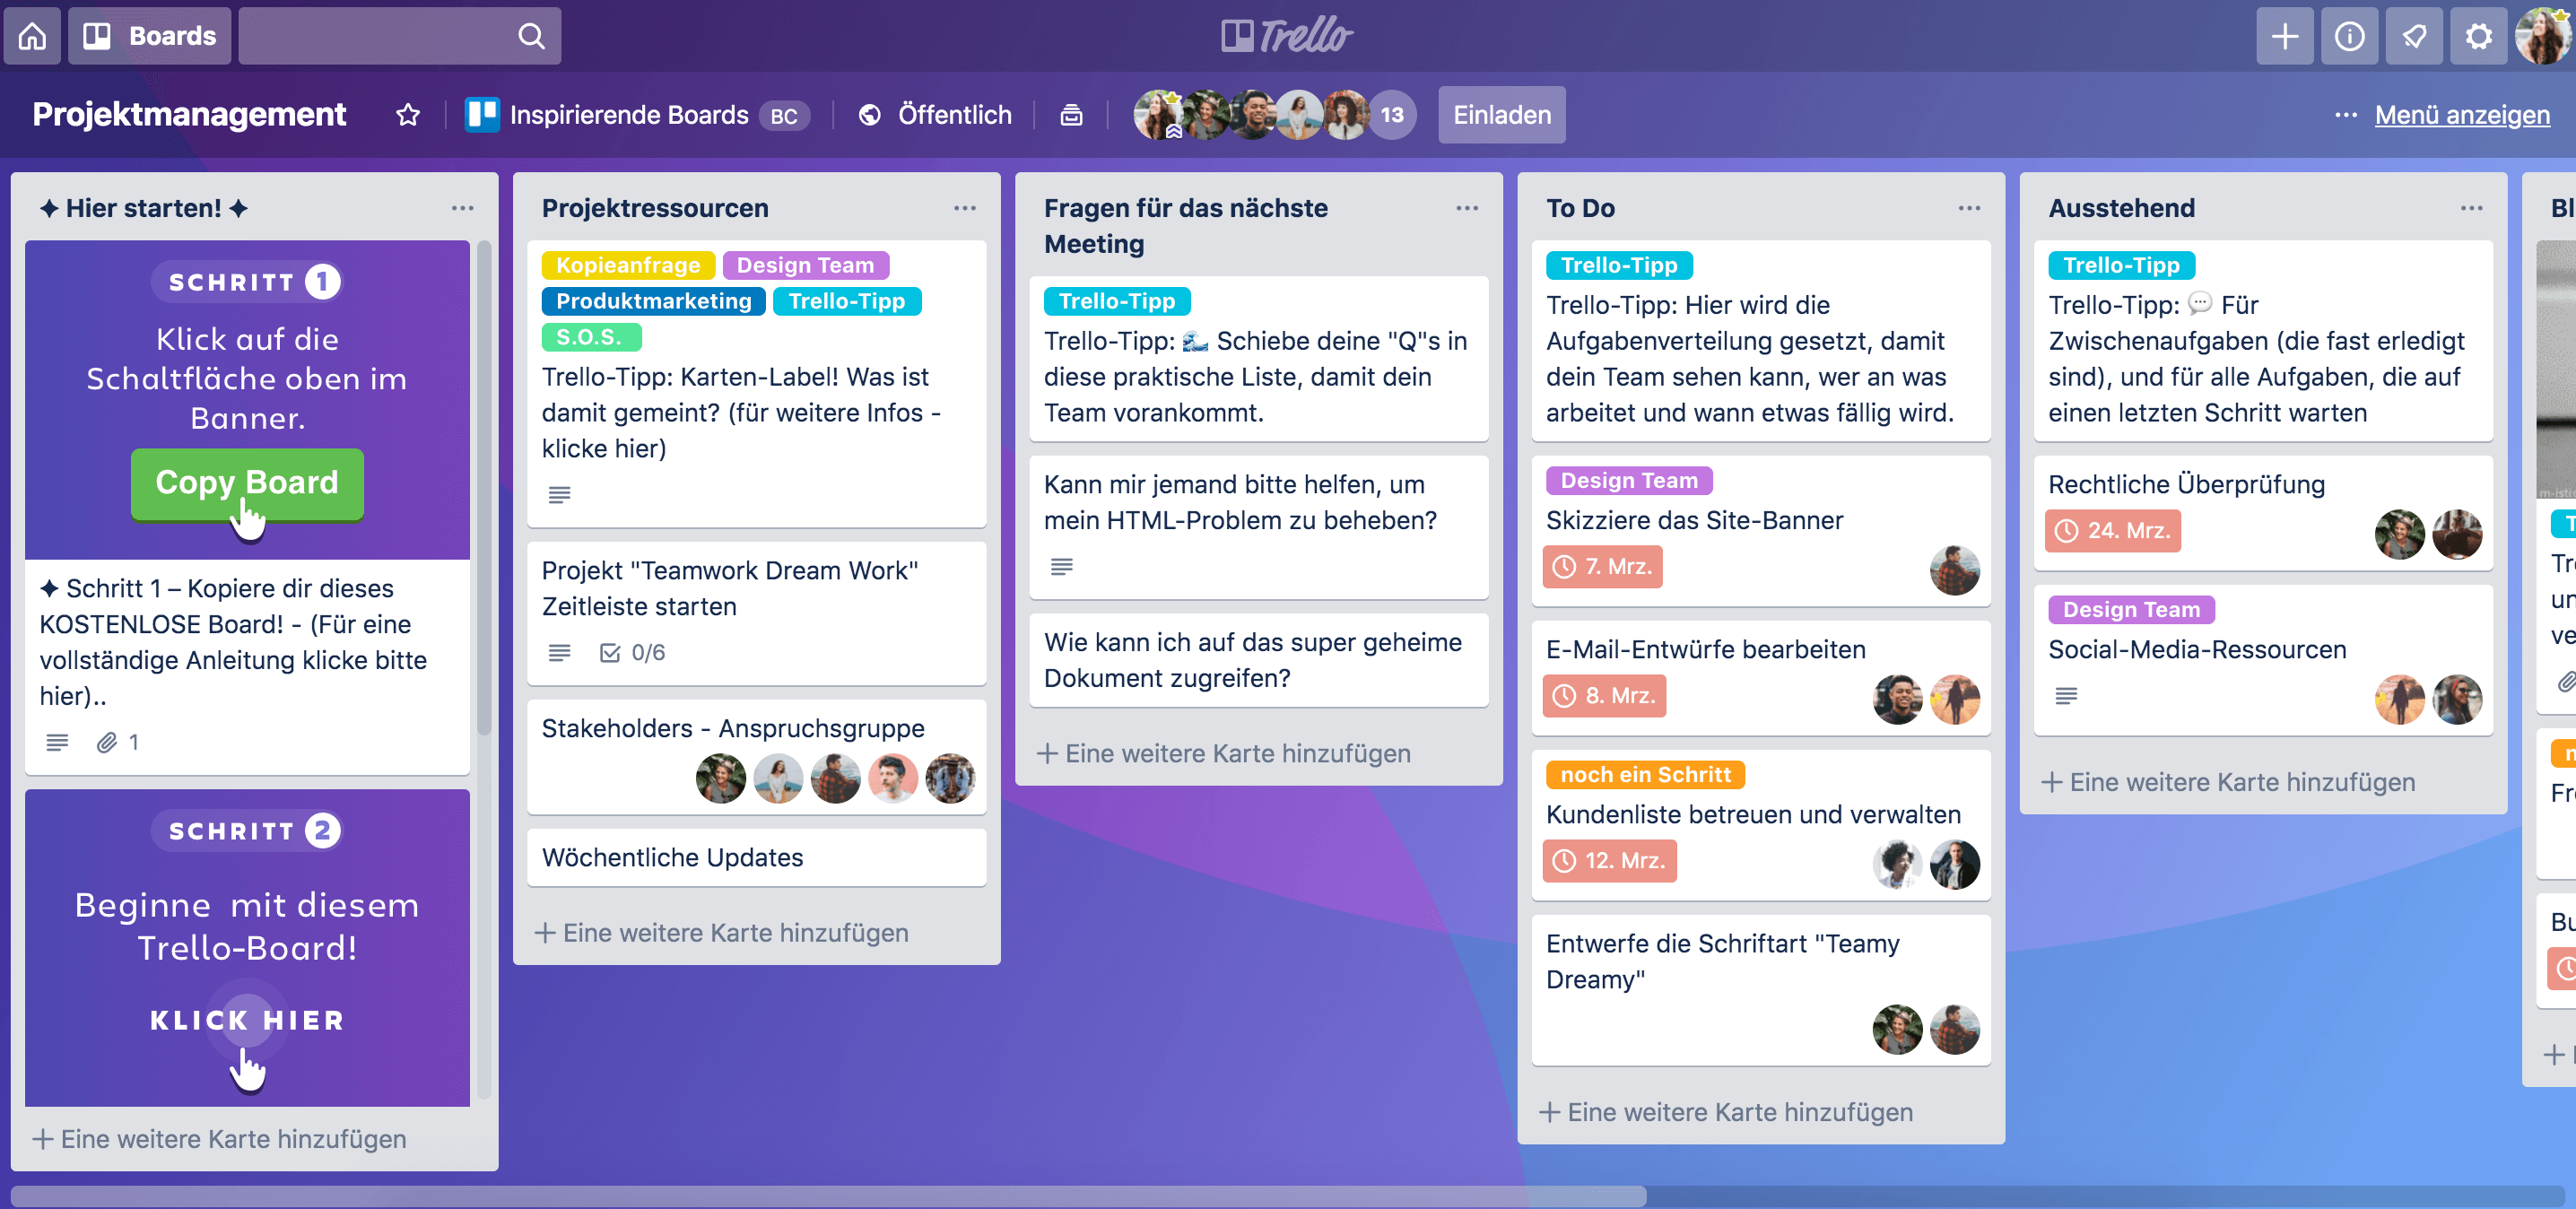 Boards
Trello
Projektmanagement
Inspirierende Boards BC
Öffentlich
13
Einladen
... Menü anzeigen
✦ Hier starten! ✦
SCHRITT 1
Klick auf die
Schaltfläche oben im
Banner.
Copy Board
✦ Schritt 1 – Kopiere dir dieses
KOSTENLOSE Board! - (Für eine
vollständige Anleitung klicke bitte
hier)..
1
SCHRITT 2
Beginne mit diesem
Trello-Board!
KLICK HIER
+ Eine weitere Karte hinzufügen
Projektressourcen
Kopieanfrage Design Team
Produktmarketing Trello-Tipp
S.O.S.
Trello-Tipp: Karten-Label! Was ist
damit gemeint? (für weitere Infos -
klicke hier)
Projekt "Teamwork Dream Work"
Zeitleiste starten
0/6
Stakeholders - Anspruchsgruppe
Wöchentliche Updates
+ Eine weitere Karte hinzufügen
Fragen für das nächste
Meeting
Trello-Tipp
Trello-Tipp: 🌊 Schiebe deine "Q"s in
diese praktische Liste, damit dein
Team vorankommt.
Kann mir jemand bitte helfen, um
mein HTML-Problem zu beheben?
Wie kann ich auf das super geheime
Dokument zugreifen?
+ Eine weitere Karte hinzufügen
To Do
Trello-Tipp
Trello-Tipp: Hier wird die
Aufgabenverteilung gesetzt, damit
dein Team sehen kann, wer an was
arbeitet und wann etwas fällig wird.
Design Team
Skizziere das Site-Banner
7. Mrz.
E-Mail-Entwürfe bearbeiten
8. Mrz.
noch ein Schritt
Kundenliste betreuen und verwalten
12. Mrz.
Entwerfe die Schriftart "Teamy
Dreamy"
+ Eine weitere Karte hinzufügen
Ausstehend
Trello-Tipp
Trello-Tipp: 💬 Für
Zwischenaufgaben (die fast erledigt
sind), und für alle Aufgaben, die auf
einen letzten Schritt warten
Rechtliche Überprüfung
24. Mrz.
Design Team
Social-Media-Ressourcen
+ Eine weitere Karte hinzufügen